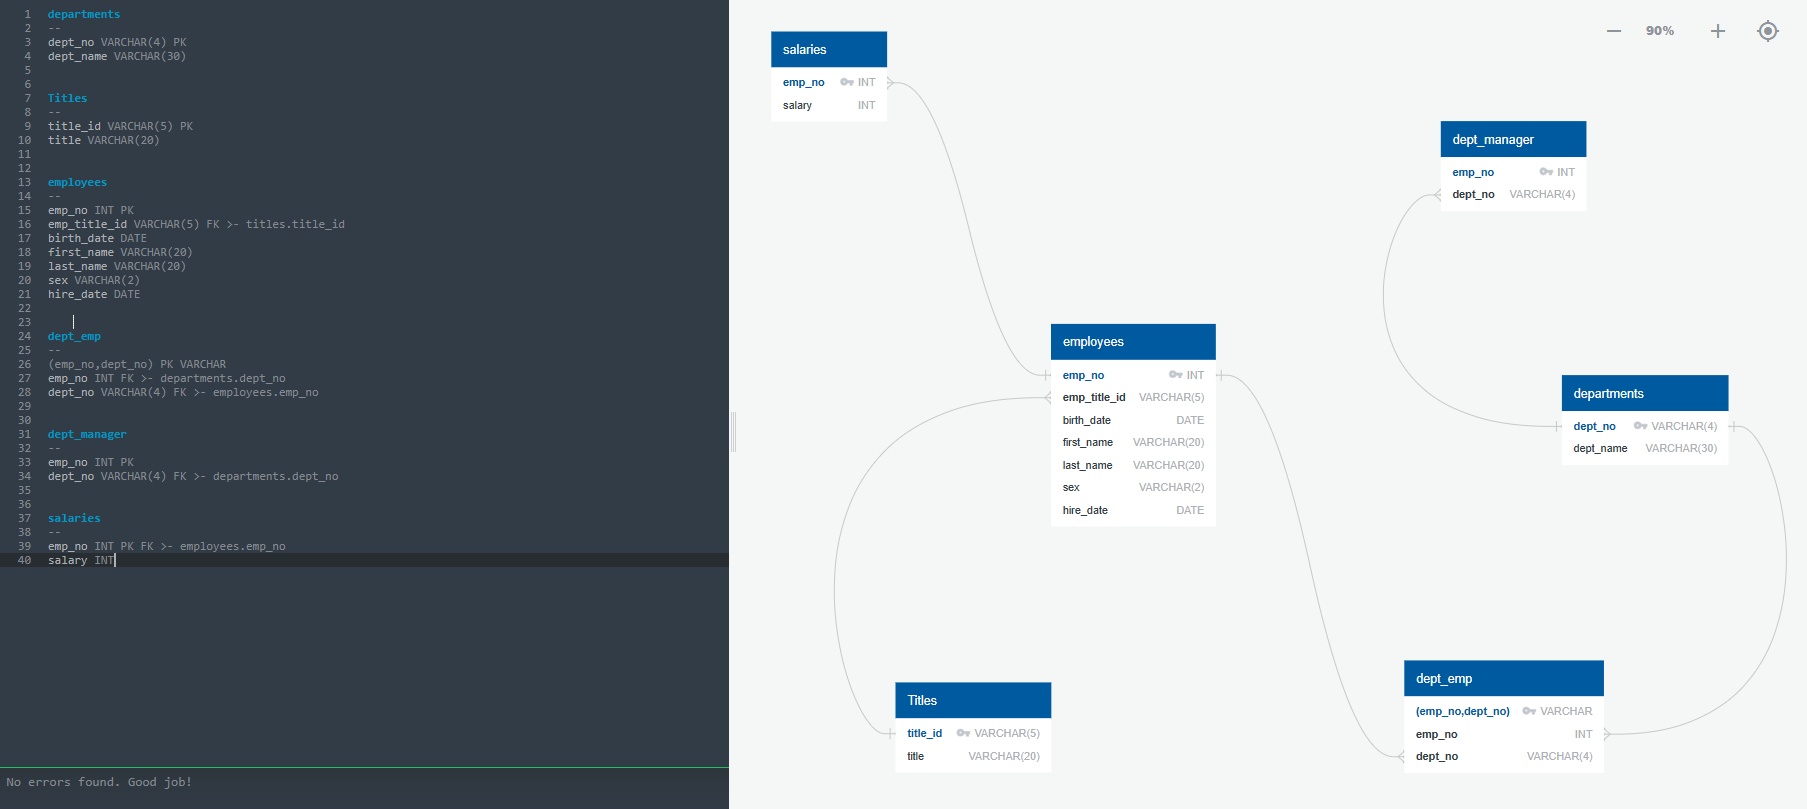 1 departments
2 --
3 dept_no VARCHAR(4) PK
4 dept_name VARCHAR(30)
5
6
7 Titles
8 --
9 title_id VARCHAR(5) PK
10 title VARCHAR(20)
11
12
13 employees
14 --
15 emp_no INT PK
16 emp_title_id VARCHAR(5) FK >- titles.title_id
17 birth_date DATE
18 first_name VARCHAR(20)
19 last_name VARCHAR(20)
20 sex VARCHAR(2)
21 hire_date DATE
22
23
24 dept_emp
25 --
26 (emp_no,dept_no) PK VARCHAR
27 emp_no INT FK >- departments.dept_no
28 dept_no VARCHAR(4) FK >- employees.emp_no
29
30
31 dept_manager
32 --
33 emp_no INT PK
34 dept_no VARCHAR(4) FK >- departments.dept_no
35
36
37 salaries
38 --
39 emp_no INT PK FK >- employees.emp_no
40 salary INT
No errors found. Good job!
90%
salaries
emp_no INT
salary INT
dept_manager
emp_no INT
dept_no VARCHAR(4)
employees
emp_no INT
emp_title_id VARCHAR(5)
birth_date DATE
first_name VARCHAR(20)
last_name VARCHAR(20)
sex VARCHAR(2)
hire_date DATE
departments
dept_no VARCHAR(4)
dept_name VARCHAR(30)
Titles
title_id VARCHAR(5)
title VARCHAR(20)
dept_emp
(emp_no,dept_no) VARCHAR
emp_no INT
dept_no VARCHAR(4)